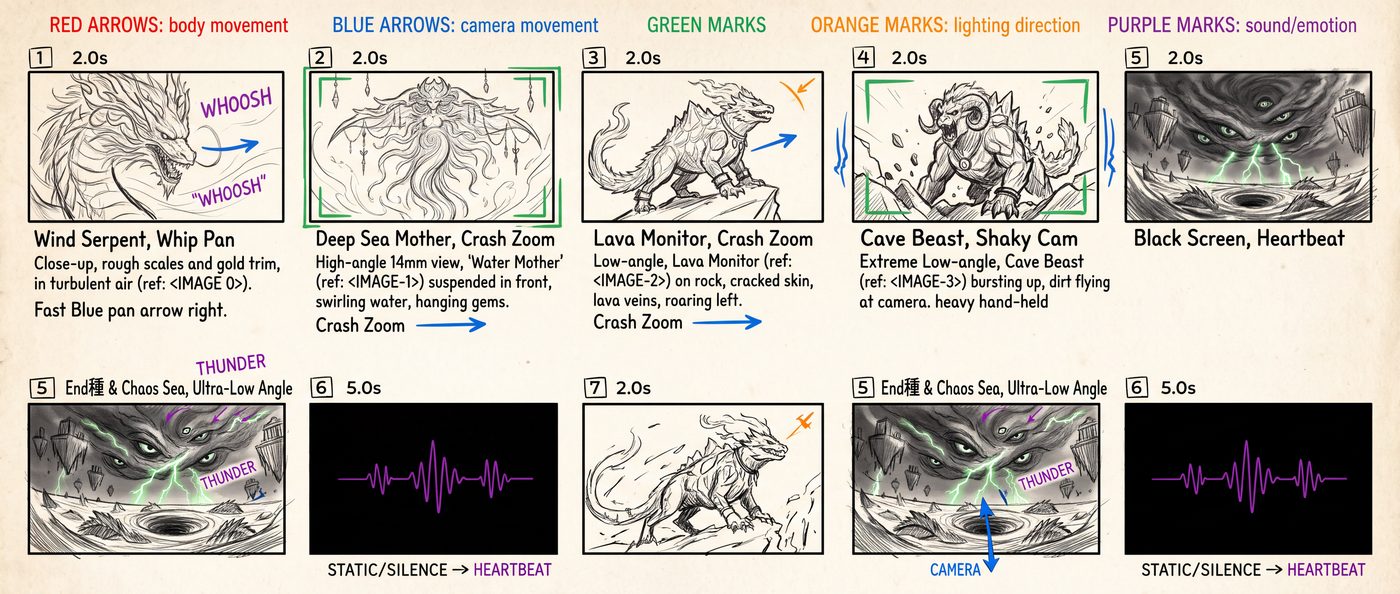 RED ARROWS: body movement
BLUE ARROWS: camera movement
GREEN MARKS
ORANGE MARKS: lighting direction
PURPLE MARKS: sound/emotion
1 2.0s
WHOOSH
"WHOOSH"
Wind Serpent, Whip Pan
Close-up, rough scales and gold trim,
in turbulent air (ref: <IMAGE 0>).
Fast Blue pan arrow right.
2 2.0s
Deep Sea Mother, Crash Zoom
High-angle 14mm view, 'Water Mother'
(ref: <IMAGE-1>) suspended in front,
swirling water, hanging gems.
Crash Zoom
3 2.0s
Lava Monitor, Crash Zoom
Low-angle, Lava Monitor (ref:
<IMAGE-2>) on rock, cracked skin,
lava veins, roaring left.
Crash Zoom
4 2.0s
Cave Beast, Shaky Cam
Extreme Low-angle, Cave Beast
(ref: <IMAGE-3>) bursting up, dirt flying
at camera. heavy hand-held
5 2.0s
Black Screen, Heartbeat
THUNDER
5 End種 & Chaos Sea, Ultra-Low Angle
THUNDER
6 5.0s
STATIC/SILENCE → HEARTBEAT
7 2.0s
5 End種 & Chaos Sea, Ultra-Low Angle
THUNDER
CAMERA
6 5.0s
STATIC/SILENCE → HEARTBEAT